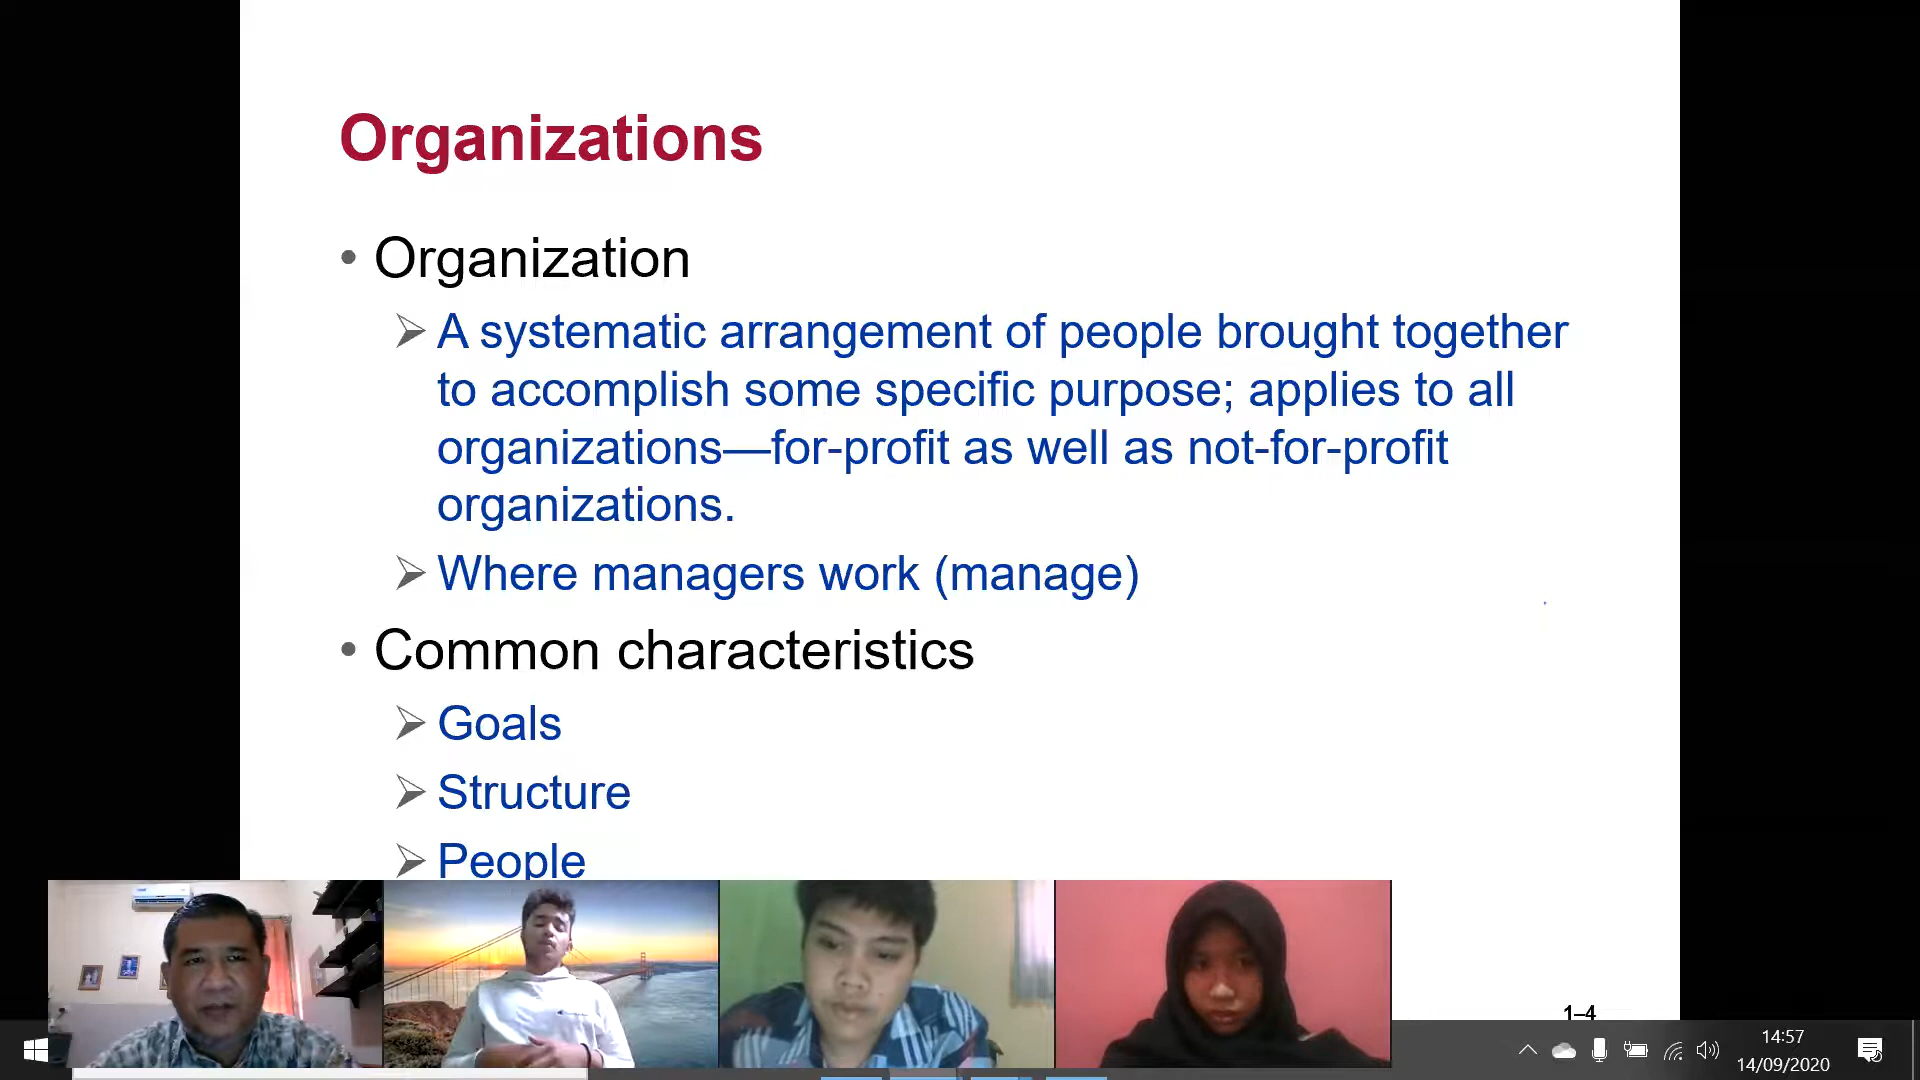 Organizations
• Organization
➢ A systematic arrangement of people brought together
to accomplish some specific purpose; applies to all
organizations—for-profit as well as not-for-profit
organizations.
➢ Where managers work (manage)
• Common characteristics
➢ Goals
➢ Structure
➢ People
1–4
14:57
14/09/2020